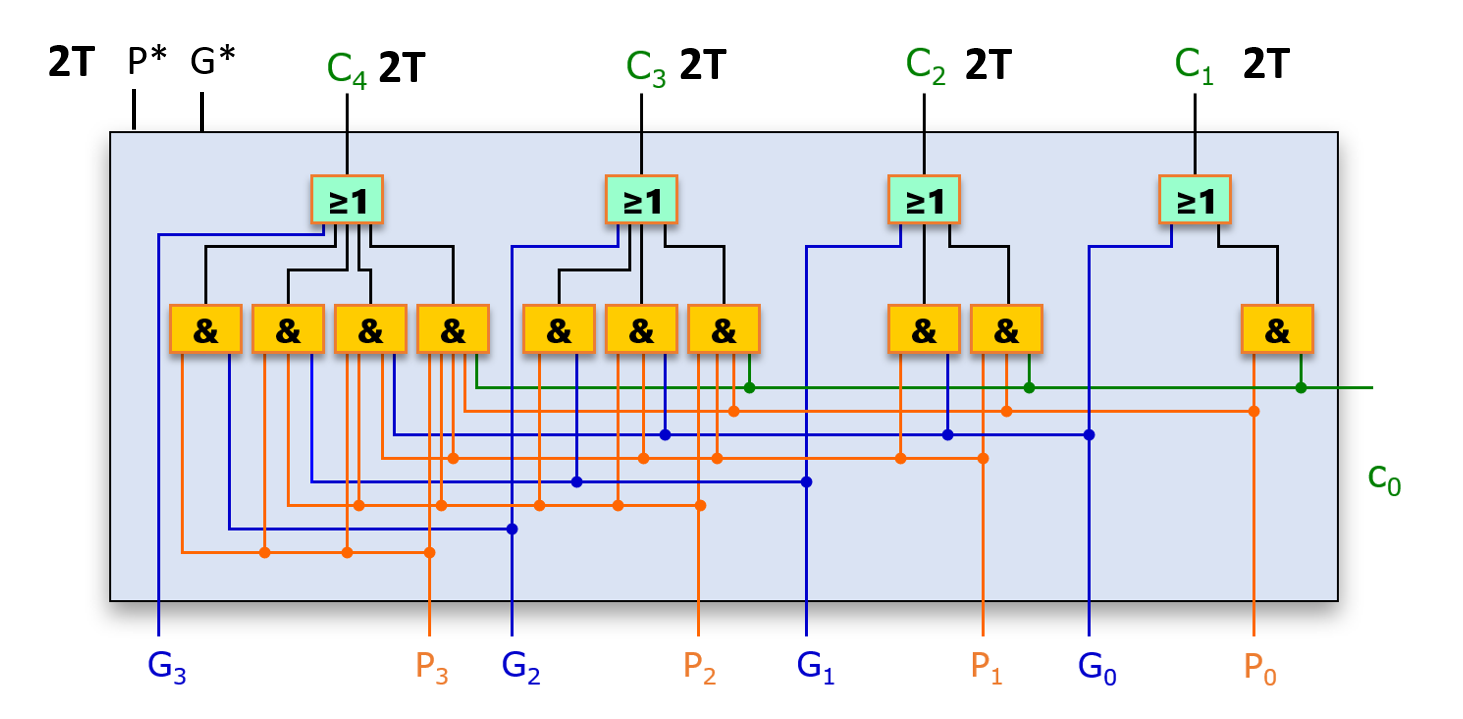 2T P* G* C₄ 2T C₃ 2T C₂ 2T C₁ 2T
≥1 ≥1 ≥1 ≥1
& & & & & & & & & &
c₀
G₃ P₃ G₂ P₂ G₁ P₁ G₀ P₀